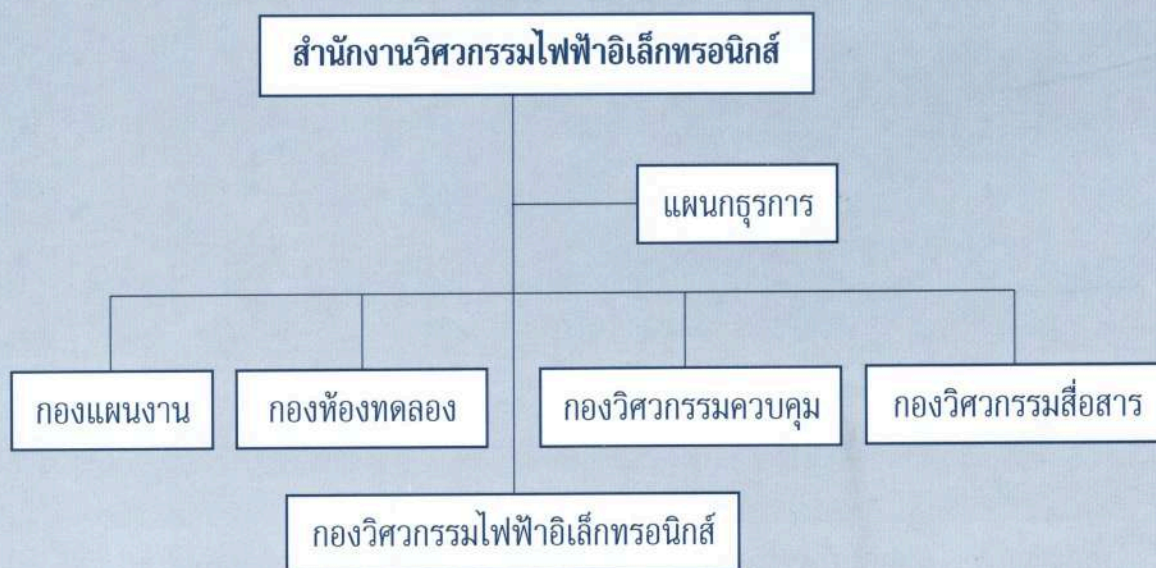 สำนักงานวิศวกรรมไฟฟ้าอิเล็กทรอนิกส์
แผนกธุรการ
กองแผนงาน
กองห้องทดลอง
กองวิศวกรรมควบคุม
กองวิศวกรรมสื่อสาร
กองวิศวกรรมไฟฟ้าอิเล็กทรอนิกส์